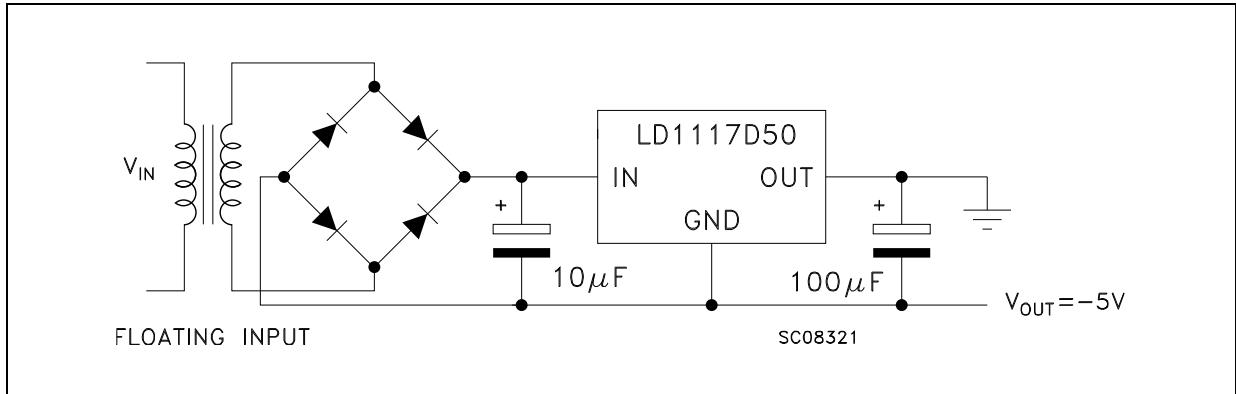 LD1117D50
V_IN
IN OUT
+
+
GND
10μF
100μF
V_OUT=-5V
FLOATING INPUT
SC08321